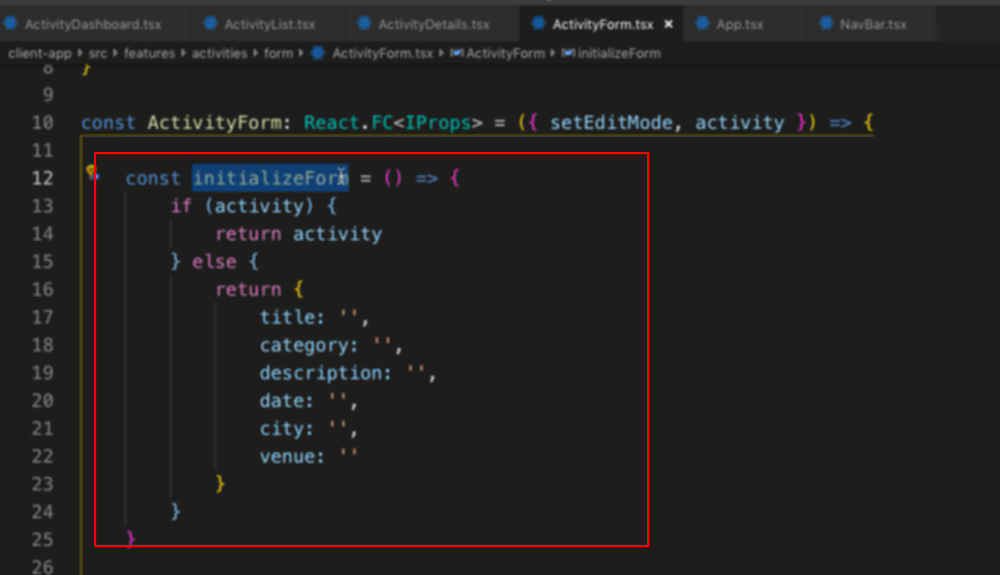 ActivityDashboard.tsx ActivityList.tsx ActivityDetails.tsx ActivityForm.tsx × App.tsx NavBar.tsx
client-app › src › features › activities › form › ActivityForm.tsx › ActivityForm › initializeForm
8 }
9
10 const ActivityForm: React.FC<IProps> = ({ setEditMode, activity }) => {
11
12 const initializeForm = () => {
13 if (activity) {
14 return activity
15 } else {
16 return {
17 title: '',
18 category: '',
19 description: '',
20 date: '',
21 city: '',
22 venue: ''
23 }
24 }
25 }
26